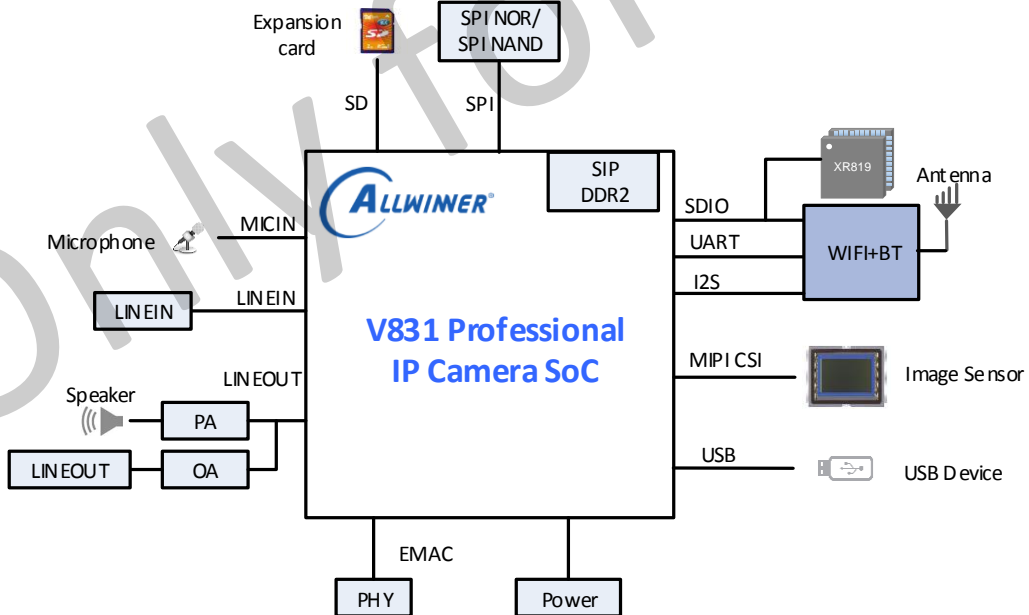 Expansion
card
SPI NOR/
SPI NAND
SD
SPI
SIP
DDR2
ALLWINNER®
XR819
Antenna
SDIO
UART
I2S
WIFI+BT
Microphone
MICIN
LINEIN
LINEIN
V831 Professional
IP Camera SoC
MIPI CSI
Image Sensor
LINEOUT
Speaker
PA
LINEOUT
OA
USB
USB Device
EMAC
PHY
Power
Only for